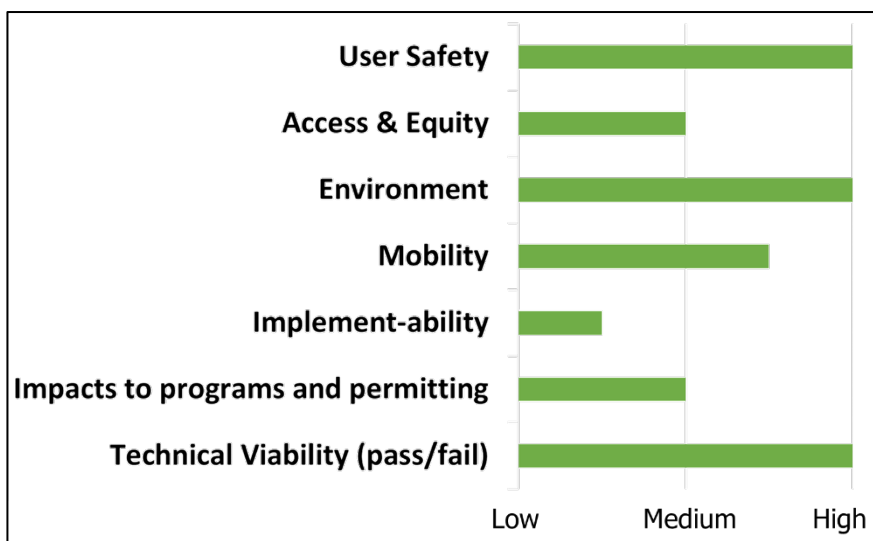 User Safety
Access & Equity
Environment
Mobility
Implement-ability
Impacts to programs and permitting
Technical Viability (pass/fail)
Low Medium High